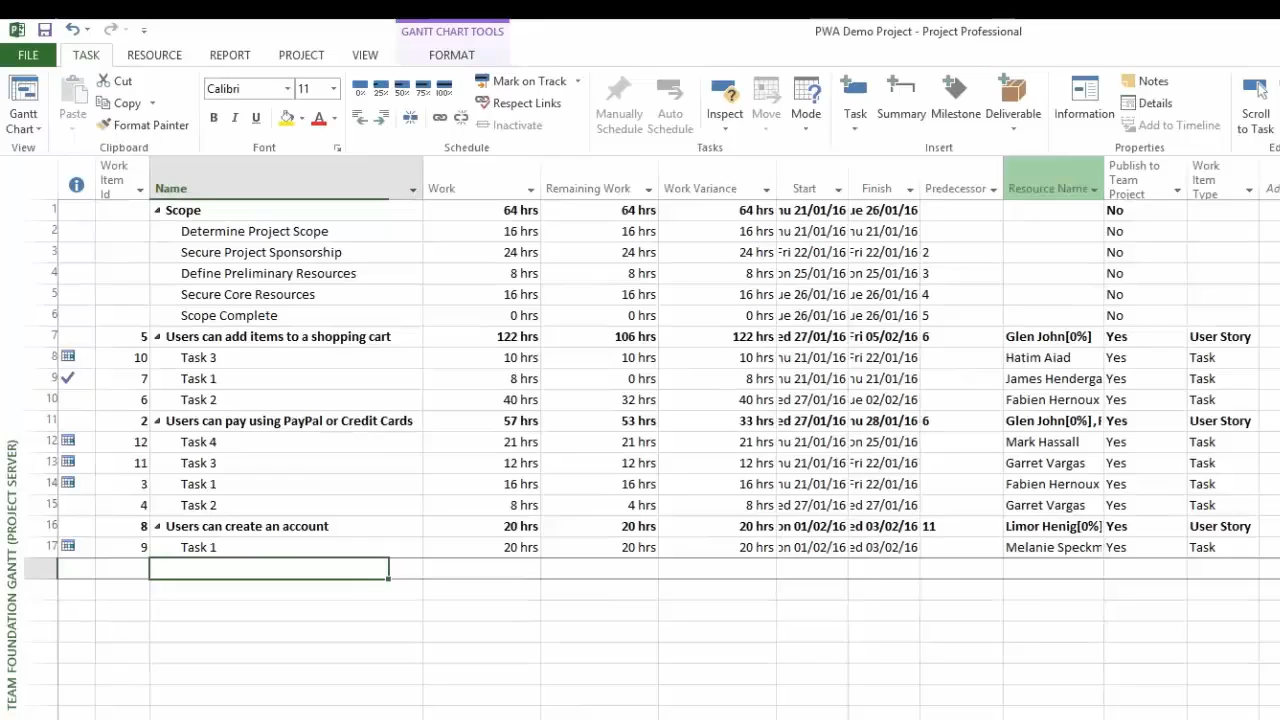 GANTT CHART TOOLS
PWA Demo Project - Project Professional
FILE TASK RESOURCE REPORT PROJECT VIEW FORMAT
Gantt Chart
View
Paste
Cut
Copy
Format Painter
Clipboard
Calibri 11
B I U A
Font
0% 25% 50% 75% 100%
Mark on Track
Respect Links
Inactivate
Schedule
Manually Schedule
Auto Schedule
Inspect
Move
Mode
Tasks
Task
Summary
Milestone
Deliverable
Insert
Information
Notes
Details
Add to Timeline
Properties
Scroll to Task
Ed
Work Item Id Name Work Remaining Work Work Variance Start Finish Predecessor Resource Name Publish to Team Project Work Item Type Ad
1 Scope 64 hrs 64 hrs 64 hrs hu 21/01/16 ue 26/01/16 No
2 Determine Project Scope 16 hrs 16 hrs 16 hrs hu 21/01/16 hu 21/01/16 No
3 Secure Project Sponsorship 24 hrs 24 hrs 24 hrs Fri 22/01/16 Fri 22/01/16 2 No
4 Define Preliminary Resources 8 hrs 8 hrs 8 hrs on 25/01/16 on 25/01/16 3 No
5 Secure Core Resources 16 hrs 16 hrs 16 hrs ue 26/01/16 ue 26/01/16 4 No
6 Scope Complete 0 hrs 0 hrs 0 hrs ue 26/01/16 ue 26/01/16 5 No
7 5 Users can add items to a shopping cart 122 hrs 106 hrs 122 hrs ed 27/01/16 Fri 05/02/16 6 Glen John[0%] Yes User Story
8 10 Task 3 10 hrs 10 hrs 10 hrs hu 21/01/16 Fri 22/01/16 Hatim Aiad Yes Task
9 7 Task 1 8 hrs 0 hrs 8 hrs hu 21/01/16 hu 21/01/16 James Henderga Yes Task
10 6 Task 2 40 hrs 32 hrs 40 hrs hu 21/01/16 ue 02/02/16 Fabien Hernoux Yes Task
11 2 Users can pay using PayPal or Credit Cards 57 hrs 53 hrs 33 hrs ed 27/01/16 hu 28/01/16 6 Glen John[0%],F Yes User Story
12 12 Task 4 21 hrs 21 hrs 21 hrs hu 21/01/16 on 25/01/16 Mark Hassall Yes Task
13 11 Task 3 12 hrs 12 hrs 12 hrs hu 21/01/16 Fri 22/01/16 Garret Vargas Yes Task
14 3 Task 1 16 hrs 16 hrs 16 hrs hu 21/01/16 Fri 22/01/16 Fabien Hernoux Yes Task
15 4 Task 2 8 hrs 4 hrs 8 hrs ed 27/01/16 ed 27/01/16 Garret Vargas Yes Task
16 8 Users can create an account 20 hrs 20 hrs 20 hrs on 01/02/16 ed 03/02/16 11 Limor Henig[0%] Yes User Story
17 9 Task 1 20 hrs 20 hrs 20 hrs on 01/02/16 ed 03/02/16 Melanie Speckm Yes Task
TEAM FOUNDATION GANTT (PROJECT SERVER)